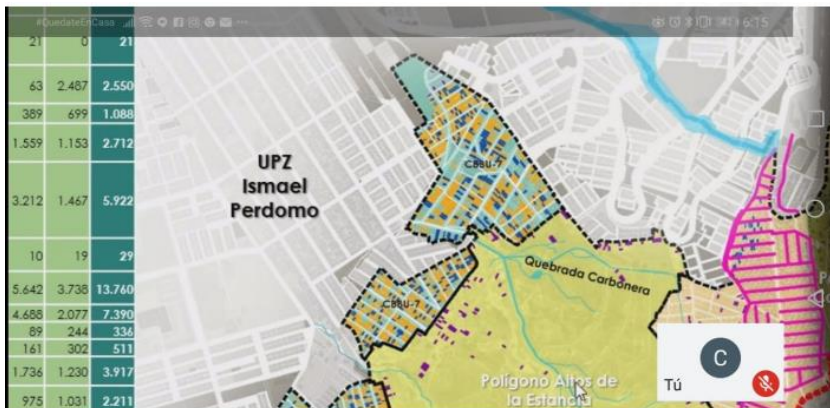 #QuedateEnCasa 6:15
21 0 21
63 2.487 2.550
389 699 1.088
1.559 1.153 2.712
3.212 1.467 5.922
10 19 29
5.642 3.738 13.760
4.688 2.077 7.390
89 244 336
161 302 511
1.736 1.230 3.917
975 1.031 2.211
UPZ
Ismael
Perdomo
CBBU-7
Quebrada Carbonera
CBBU-7
Polígono Altos de
la Estancia
C
Tú